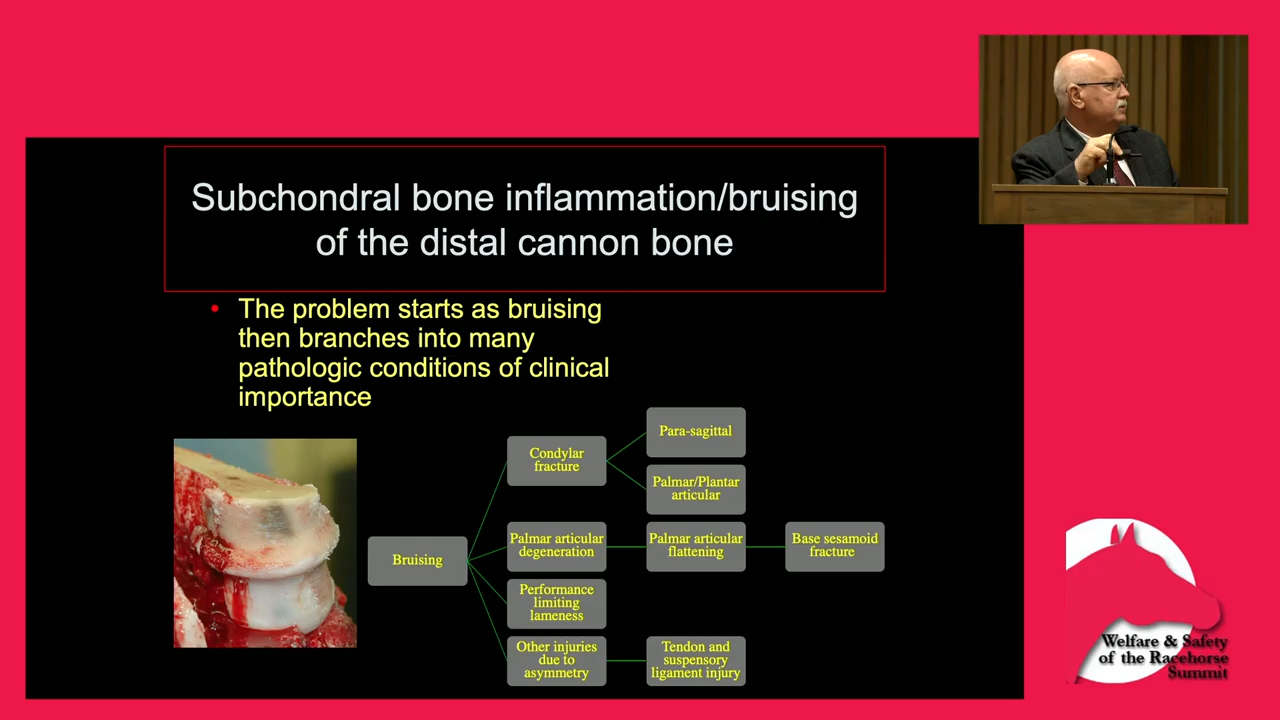 Subchondral bone inflammation/bruising
of the distal cannon bone
• The problem starts as bruising
then branches into many
pathologic conditions of clinical
importance
Bruising
Condylar
fracture
Para-sagittal
Palmar/Plantar
articular
Palmar articular
degeneration
Palmar articular
flattening
Base sesamoid
fracture
Performance
limiting
lameness
Other injuries
due to
asymmetry
Tendon and
suspensory
ligament injury
Welfare & Safety
of the Racehorse
Summit